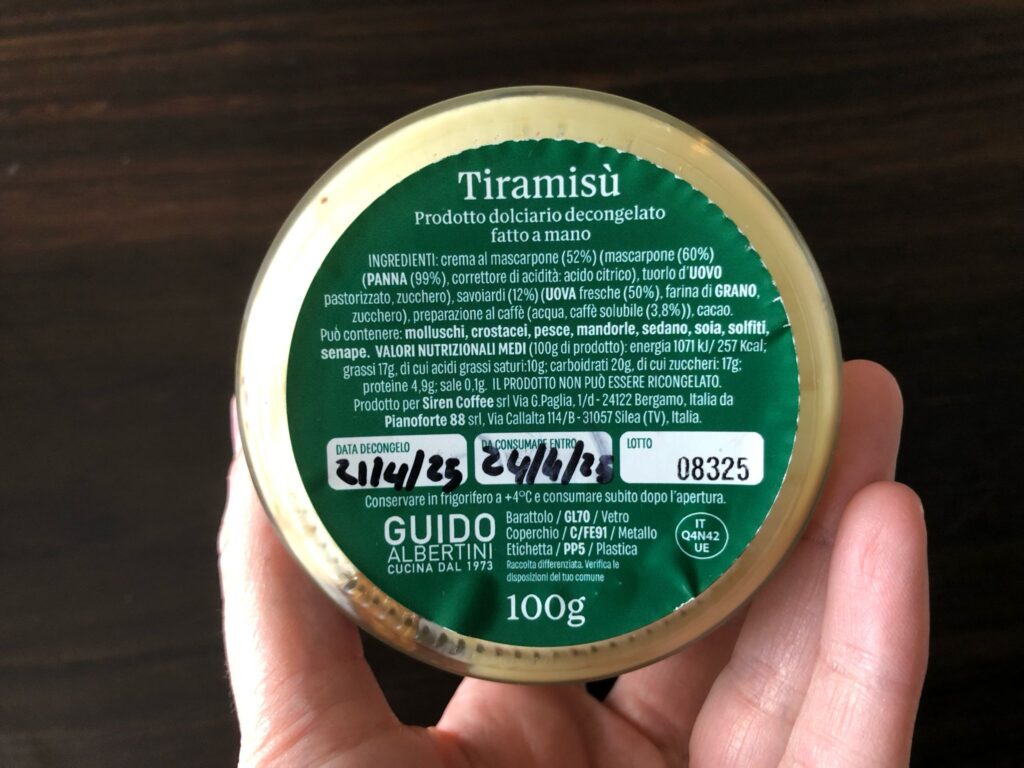 Tiramisù
Prodotto dolciario decongelato
fatto a mano
INGREDIENTI: crema al mascarpone (52%) (mascarpone (60%)
(PANNA (99%), correttore di acidità: acido citrico), tuorlo d'UOVO
pastorizzato, zucchero), savoiardi (12%) (UOVA fresche (50%), farina di GRANO,
zucchero), preparazione al caffè (acqua, caffè solubile (3,8%)), cacao.
Può contenere: molluschi, crostacei, pesce, mandorle, sedano, soia, solfiti,
senape. VALORI NUTRIZIONALI MEDI (100g di prodotto): energia 1071 kJ/ 257 Kcal;
grassi 17g, di cui acidi grassi saturi:10g; carboidrati 20g, di cui zuccheri: 17g;
proteine 4,9g; sale 0,1g. IL PRODOTTO NON PUÒ ESSERE RICONGELATO.
Prodotto per Siren Coffee srl Via G.Paglia, 1/d - 24122 Bergamo, Italia da
Pianoforte 88 srl, Via Callalta 114/B - 31057 Silea (TV), Italia.
DATA DECONGELO
21/4/25
DA CONSUMARE ENTRO
24/4/25
LOTTO
08325
Conservare in frigorifero a +4°C e consumare subito dopo l'apertura.
GUIDO
ALBERTINI
CUCINA DAL 1973
Barattolo / GL70 / Vetro
Coperchio / C/FE91 / Metallo
Etichetta / PP5 / Plastica
Raccolta differenziata. Verifica le
disposizioni del tuo comune
IT
Q4N42
UE
100g